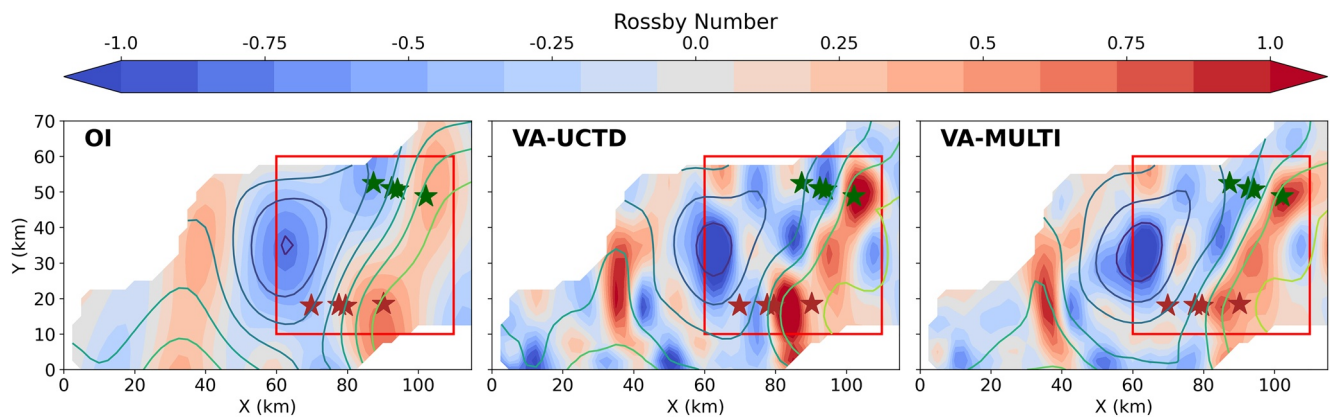 Rossby Number
-1.0 -0.75 -0.5 -0.25 0.0 0.25 0.5 0.75 1.0
OI VA-UCTD VA-MULTI
70
60
50
40
30
20
10
0
Y (km)
0 20 40 60 80 100 0 20 40 60 80 100 0 20 40 60 80 100
X (km) X (km) X (km)